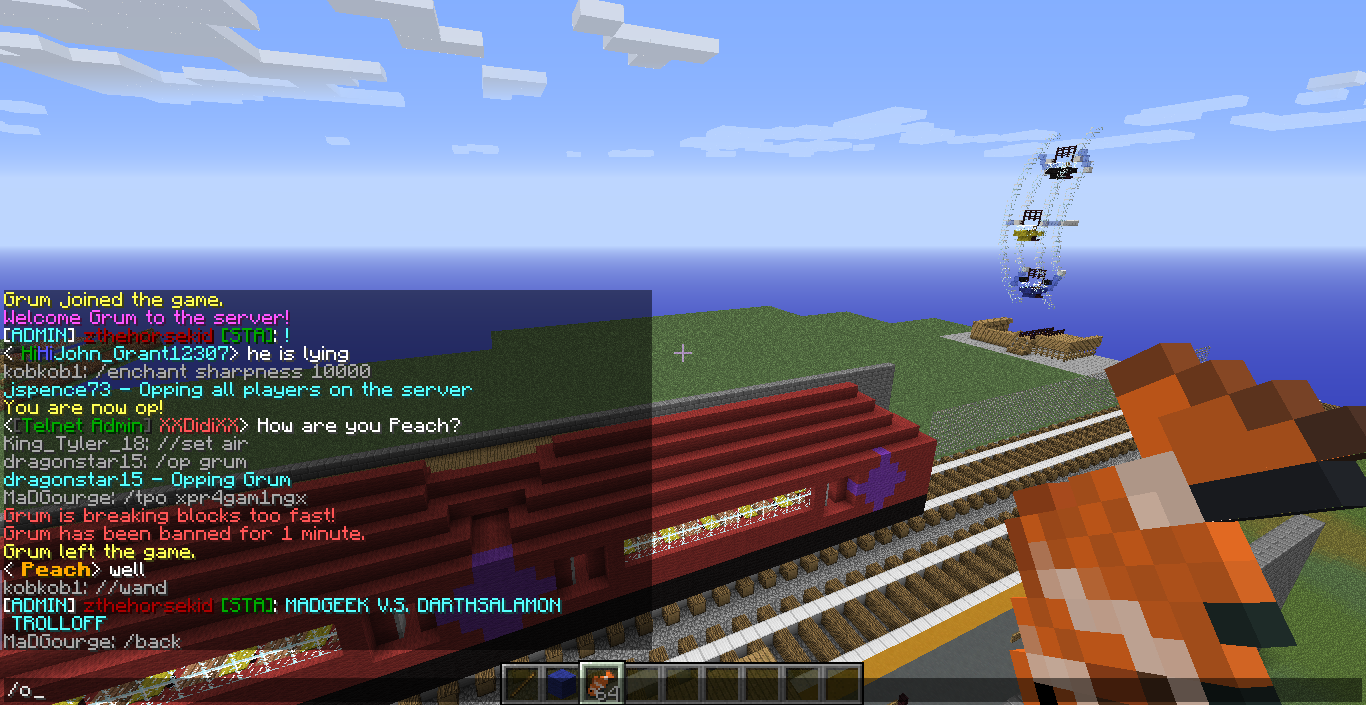 Grum joined the game.
Welcome Grum to the server!
[ADMIN] zthehorsekid [STA]: !
< HiHiJohn_Grant12307> he is lying
kobkob1: /enchant sharpness 10000
jspence73 - Opping all players on the server
You are now op!
<[Telnet Admin] XXDidiXX> How are you Peach?
King_Tyler_18: //set air
dragonstar15: /op grum
dragonstar15 - Opping Grum
MaDGourge: /tpo xpr4gam1ngx
Grum is breaking blocks too fast!
Grum has been banned for 1 minute.
Grum left the game.
< Peach> well
kobkob1: //wand
[ADMIN] zthehorsekid [STA]: MADGEEK V.S. DARTHSALAMON
TROLLOFF
MaDGourge: /back
/o_
64